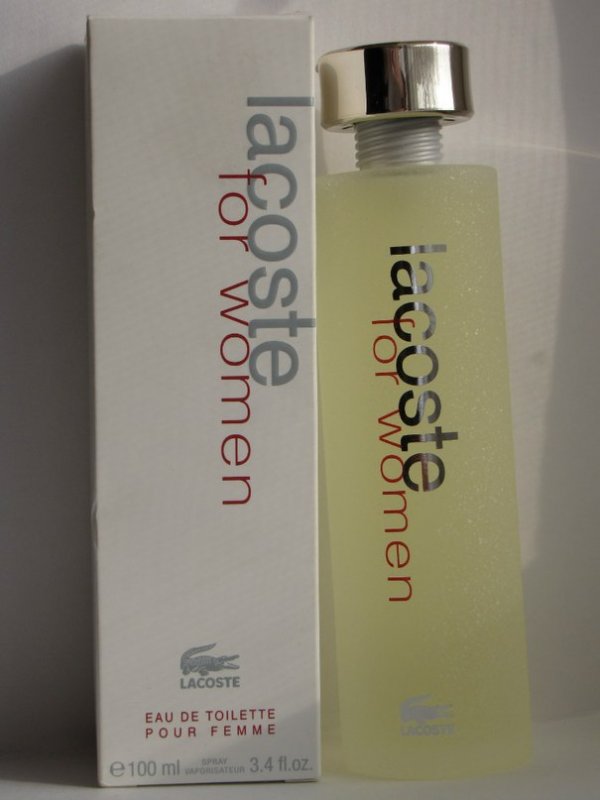 lacoste
for women
LACOSTE
EAU DE TOILETTE
POUR FEMME
e 100 ml SPRAY VAPORISATEUR 3.4 fl.oz.
lacoste
for women
LACOSTE